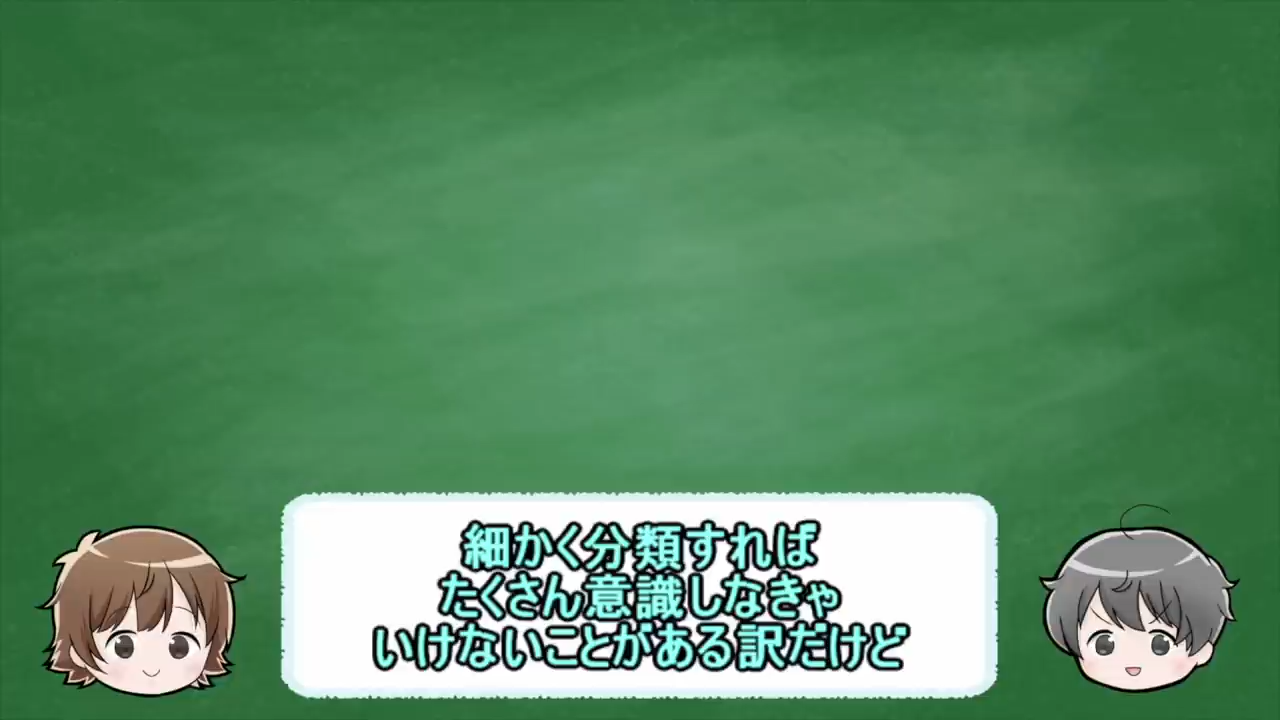 細かく分類すれば
たくさん意識しなきゃ
いけないことがある訳だけど